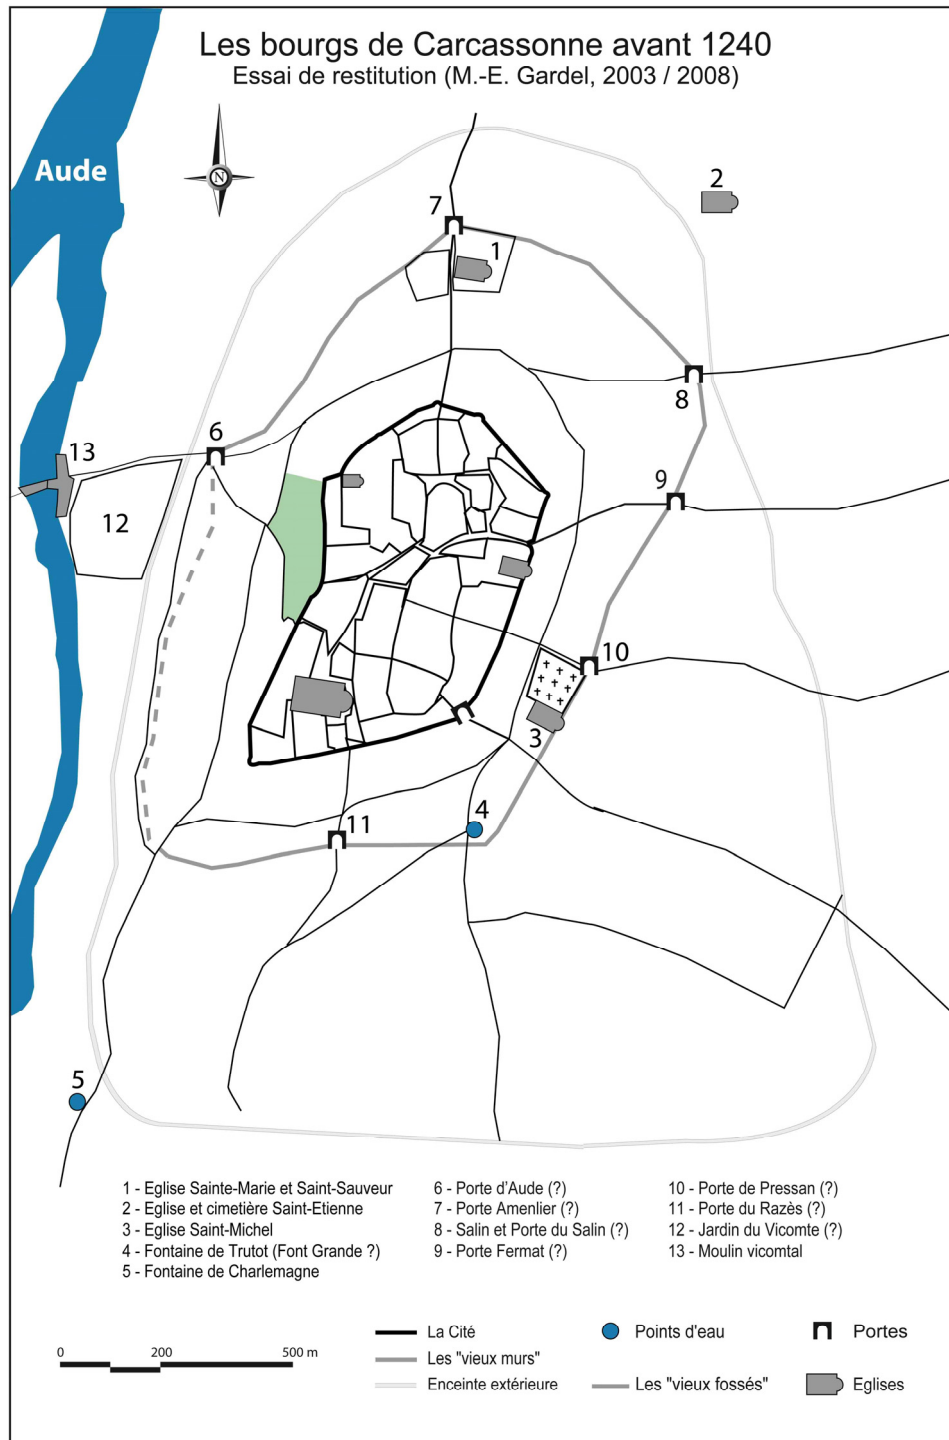 Les bourgs de Carcassonne avant 1240
Essai de restitution (M.-E. Gardel, 2003 / 2008)
Aude
N
2
7
1
8
6
13
9
12
10
3
4
11
5
1 - Eglise Sainte-Marie et Saint-Sauveur
2 - Eglise et cimetière Saint-Etienne
3 - Eglise Saint-Michel
4 - Fontaine de Trutot (Font Grande ?)
5 - Fontaine de Charlemagne
6 - Porte d'Aude (?)
7 - Porte Amenlier (?)
8 - Salin et Porte du Salin (?)
9 - Porte Fermat (?)
10 - Porte de Pressan (?)
11 - Porte du Razès (?)
12 - Jardin du Vicomte (?)
13 - Moulin vicomtal
La Cité
Les "vieux murs"
Enceinte extérieure
Points d'eau
Les "vieux fossés"
Portes
Eglises
0 200 500 m